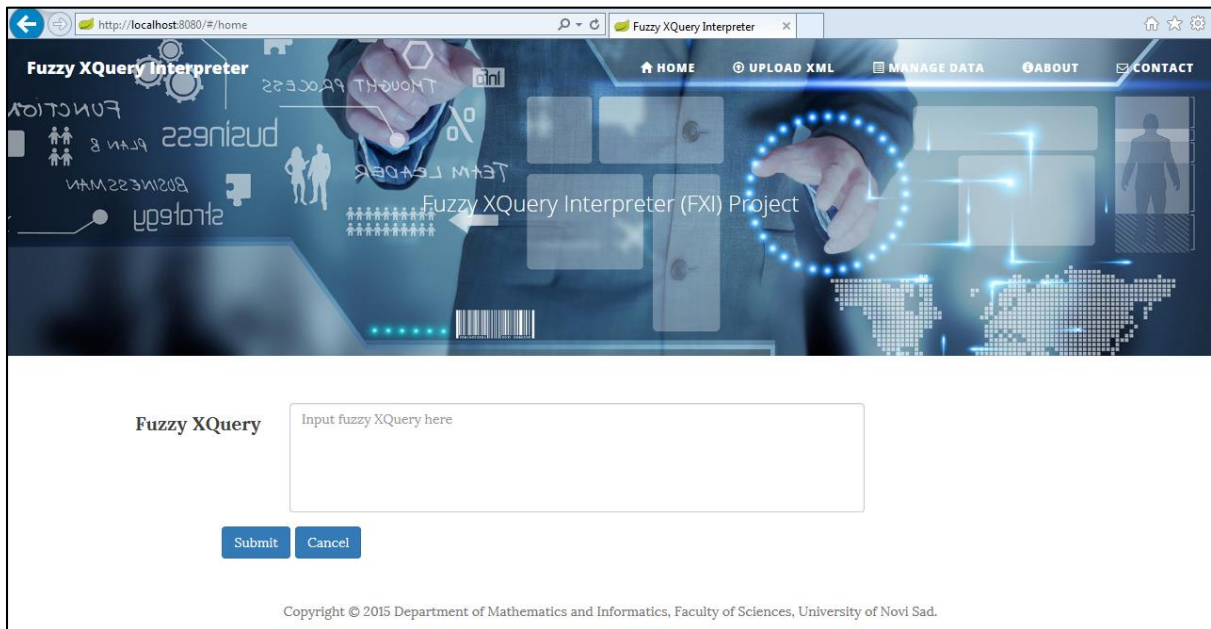 http://localhost:8080/#/home
Fuzzy XQuery Interpreter
Fuzzy XQuery Interpreter
HOME
UPLOAD XML
MANAGE DATA
ABOUT
CONTACT
THOUGHT PROCESS
FUNCTION
business
PLAN B
TEAM LEADER
BUSINESSMAN
strategy
Fuzzy XQuery Interpreter (FXI) Project
Fuzzy XQuery
Input fuzzy XQuery here
Submit
Cancel
Copyright © 2015 Department of Mathematics and Informatics, Faculty of Sciences, University of Novi Sad.